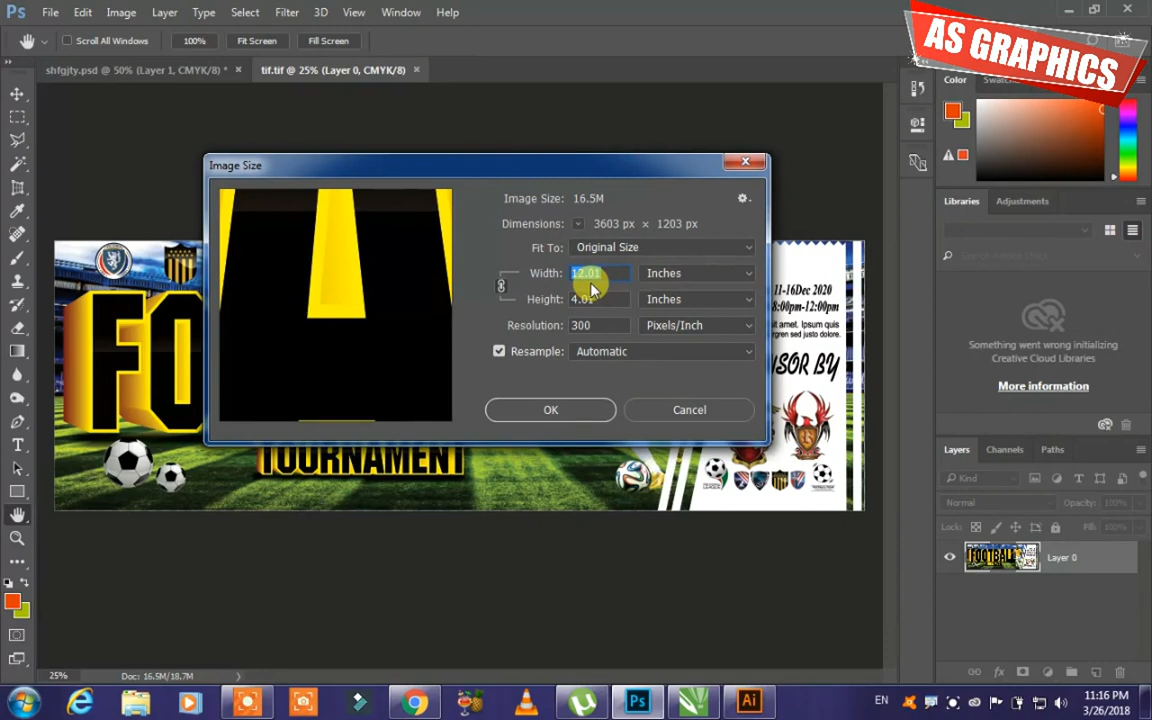 Ps File Edit Image Layer Type Select Filter 3D View Window Help
AS GRAPHICS
Scroll All Windows 100% Fit Screen Fill Screen
shfgjty.psd @ 50% (Layer 1, CMYK/8) * × tif.tif @ 25% (Layer 0, CMYK/8) ×
Color
Image Size
Image Size: 16.5M
Dimensions: 3603 px × 1203 px
Fit To: Original Size
Width: 12.01 Inches
Height: Inches
Resolution: 300 Pixels/Inch
Resample: Automatic
OK Cancel
FO
TOURNAMENT
11-16Dec 2020
8:00pm-12:00pm
Libraries Adjustments
Something went wrong initializing
Creative Cloud Libraries
More information
Layers Channels Paths
Kind
Normal Opacity: 100%
Lock: Fill: 100%
FOOTBALL
Layer 0
fx
25% Doc: 16.5M/18.7M
Ps Ai EN 11:16 PM
3/26/2018